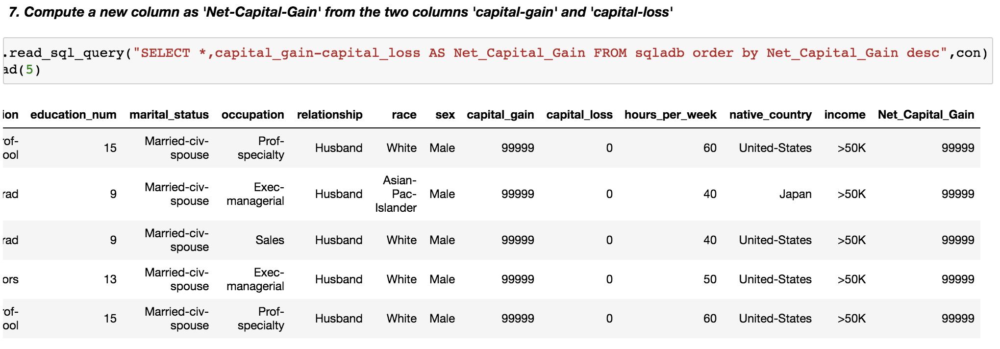 7. Compute a new column as 'Net-Capital-Gain' from the two columns 'capital-gain' and 'capital-loss'
.read_sql_query("SELECT *,capital_gain-capital_loss AS Net_Capital_Gain FROM sqladb order by Net_Capital_Gain desc",con)
ad(5)
ion education_num marital_status occupation relationship race sex capital_gain capital_loss hours_per_week native_country income Net_Capital_Gain
rof-ool 15 Married-civ-spouse Prof-specialty Husband White Male 99999 0 60 United-States >50K 99999
rad 9 Married-civ-spouse Exec-managerial Husband Asian-Pac-Islander Male 99999 0 40 Japan >50K 99999
rad 9 Married-civ-spouse Sales Husband White Male 99999 0 40 United-States >50K 99999
ors 13 Married-civ-spouse Exec-managerial Husband White Male 99999 0 50 United-States >50K 99999
rof-ool 15 Married-civ-spouse Prof-specialty Husband White Male 99999 0 60 United-States >50K 99999